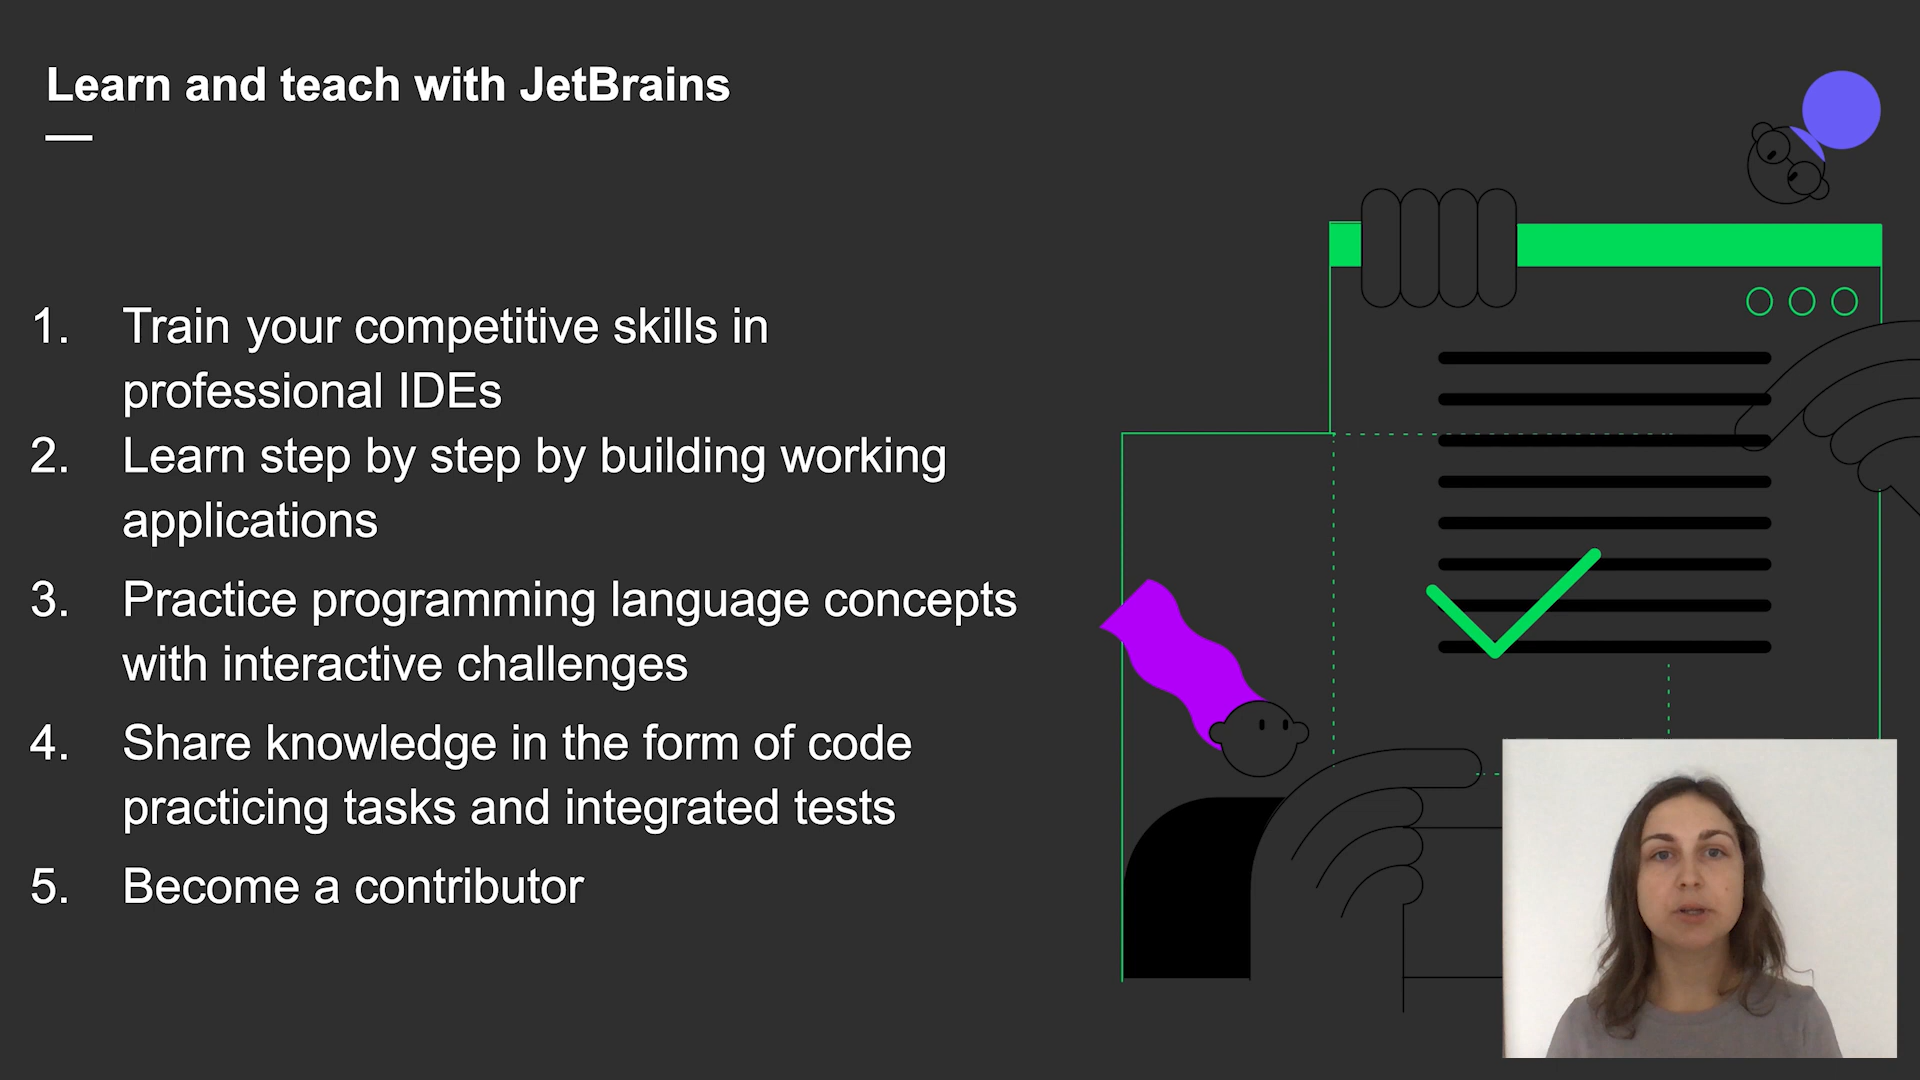 Learn and teach with JetBrains
1. Train your competitive skills in
professional IDEs
2. Learn step by step by building working
applications
3. Practice programming language concepts
with interactive challenges
4. Share knowledge in the form of code
practicing tasks and integrated tests
5. Become a contributor